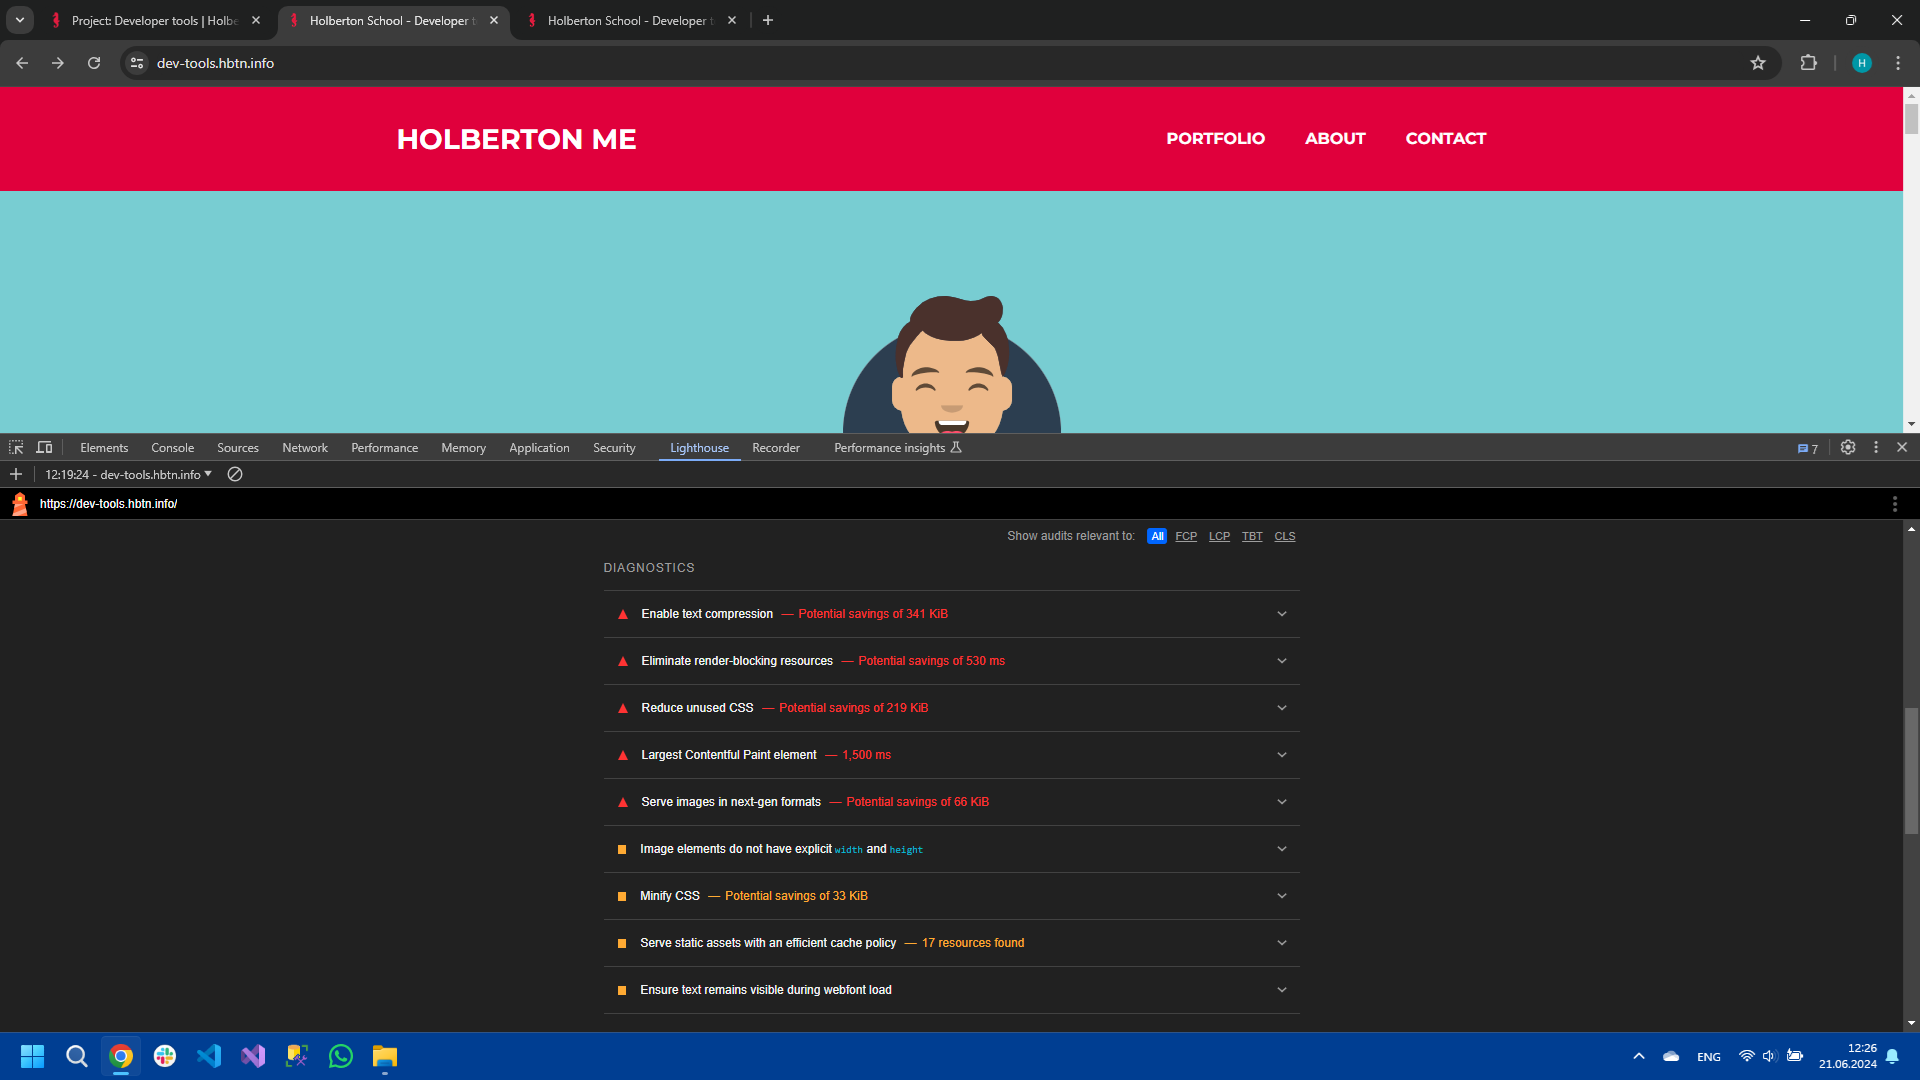 Project: Developer tools | Holbe
Holberton School - Developer t
Holberton School - Developer t
dev-tools.hbtn.info
H
HOLBERTON ME
PORTFOLIO ABOUT CONTACT
Elements Console Sources Network Performance Memory Application Security Lighthouse Recorder Performance insights 7
12:19:24 - dev-tools.hbtn.info
https://dev-tools.hbtn.info/
Show audits relevant to: All FCP LCP TBT CLS
DIAGNOSTICS
Enable text compression — Potential savings of 341 KiB
Eliminate render-blocking resources — Potential savings of 530 ms
Reduce unused CSS — Potential savings of 219 KiB
Largest Contentful Paint element — 1,500 ms
Serve images in next-gen formats — Potential savings of 66 KiB
Image elements do not have explicit width and height
Minify CSS — Potential savings of 33 KiB
Serve static assets with an efficient cache policy — 17 resources found
Ensure text remains visible during webfont load
ENG
12:26
21.06.2024